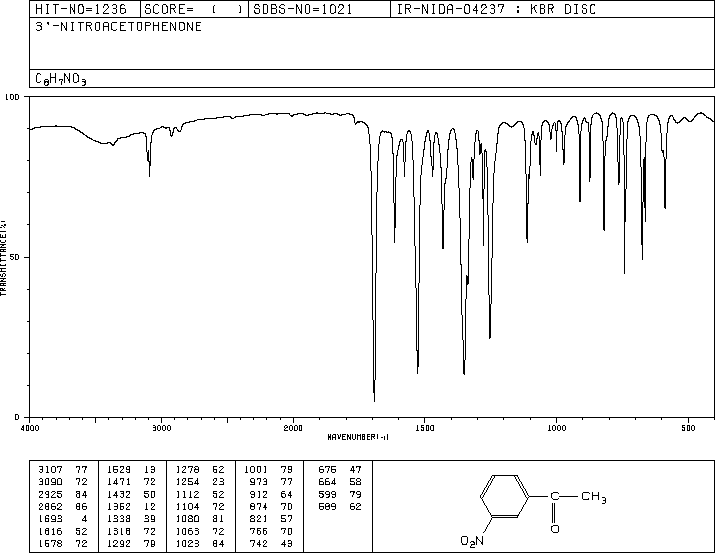 HIT-NO=1236 SCORE= ( ) SDBS-NO=1021 IR-NIDA-04237 : KBR DISC
3'-NITROACETOPHENONE
C8H7NO3
100
50
0
TRANSMITTANCE(%)
4000 3000 2000 1500 1000 500
WAVENUMBER(-1)
3107 77 1529 13 1278 52 1001 79 675 47
3090 72 1471 72 1254 23 973 77 664 58
2925 84 1432 50 1112 52 912 64 599 79
2862 86 1352 12 1104 72 874 70 589 62
1693 4 1338 39 1080 81 821 57
1616 52 1318 72 1063 72 766 70
1578 72 1292 79 1023 84 742 43
C CH3
O
O2N